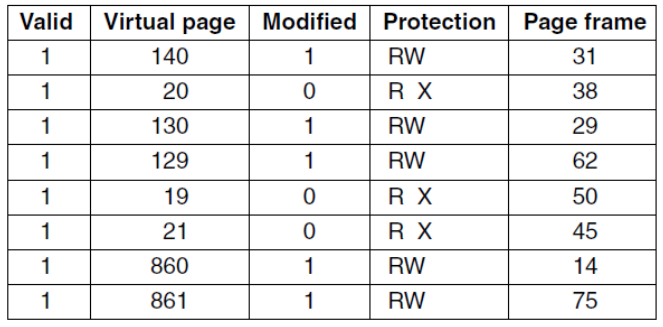 Valid Virtual page Modified Protection Page frame
1 140 1 RW 31
1 20 0 R X 38
1 130 1 RW 29
1 129 1 RW 62
1 19 0 R X 50
1 21 0 R X 45
1 860 1 RW 14
1 861 1 RW 75